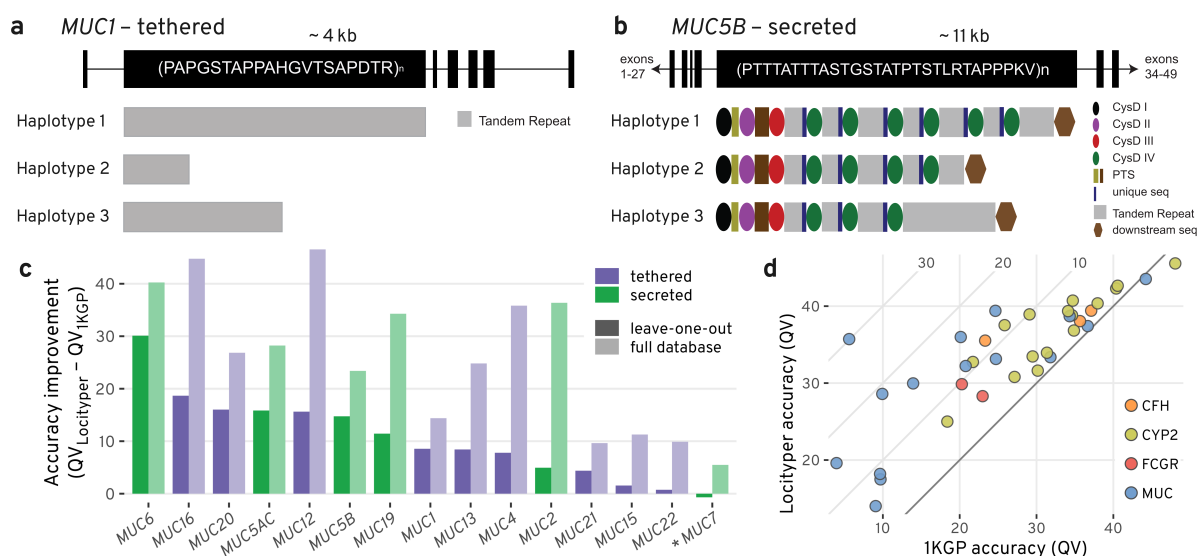 a MUC1 – tethered
~ 4 kb
(PAPGSTAPPAHGVTSAPDTR)n
Haplotype 1
Tandem Repeat
Haplotype 2
Haplotype 3
b MUC5B – secreted
~ 11 kb
exons
1-27
(PTTTATTTASTGSTATPTSTLRTAPPPKV)n
exons
34-49
Haplotype 1
Haplotype 2
Haplotype 3
CysD I
CysD II
CysD III
CysD IV
PTS
unique seq
Tandem Repeat
downstream seq
c
Accuracy improvement
(QVLocityper – QV1KGP)
40
30
20
10
0
tethered
secreted
leave-one-out
full database
MUC6
MUC16
MUC20
MUC5AC
MUC12
MUC5B
MUC19
MUC1
MUC13
MUC4
MUC2
MUC21
MUC15
MUC22
* MUC7
d
Locityper accuracy (QV)
40
30
20
30
20
10
CFH
CYP2
FCGR
MUC
10
20
30
40
1KGP accuracy (QV)